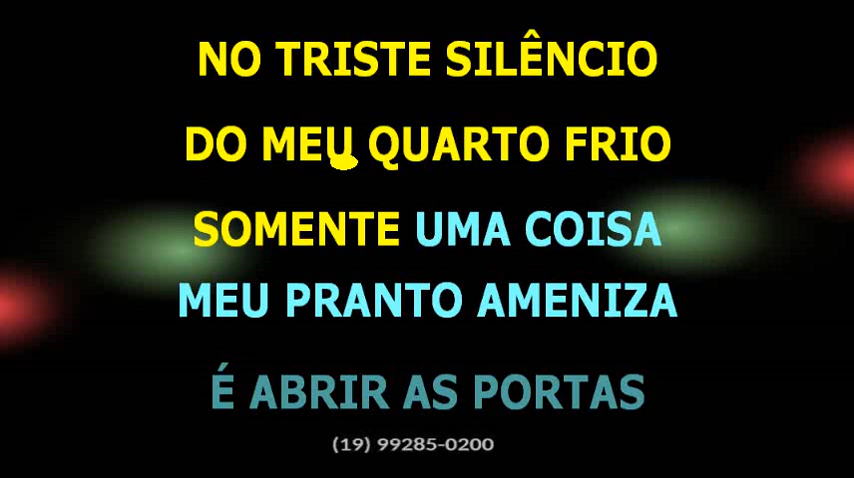 NO TRISTE SILÊNCIO
DO MEU QUARTO FRIO
SOMENTE UMA COISA
MEU PRANTO AMENIZA
É ABRIR AS PORTAS
(19) 99285-0200